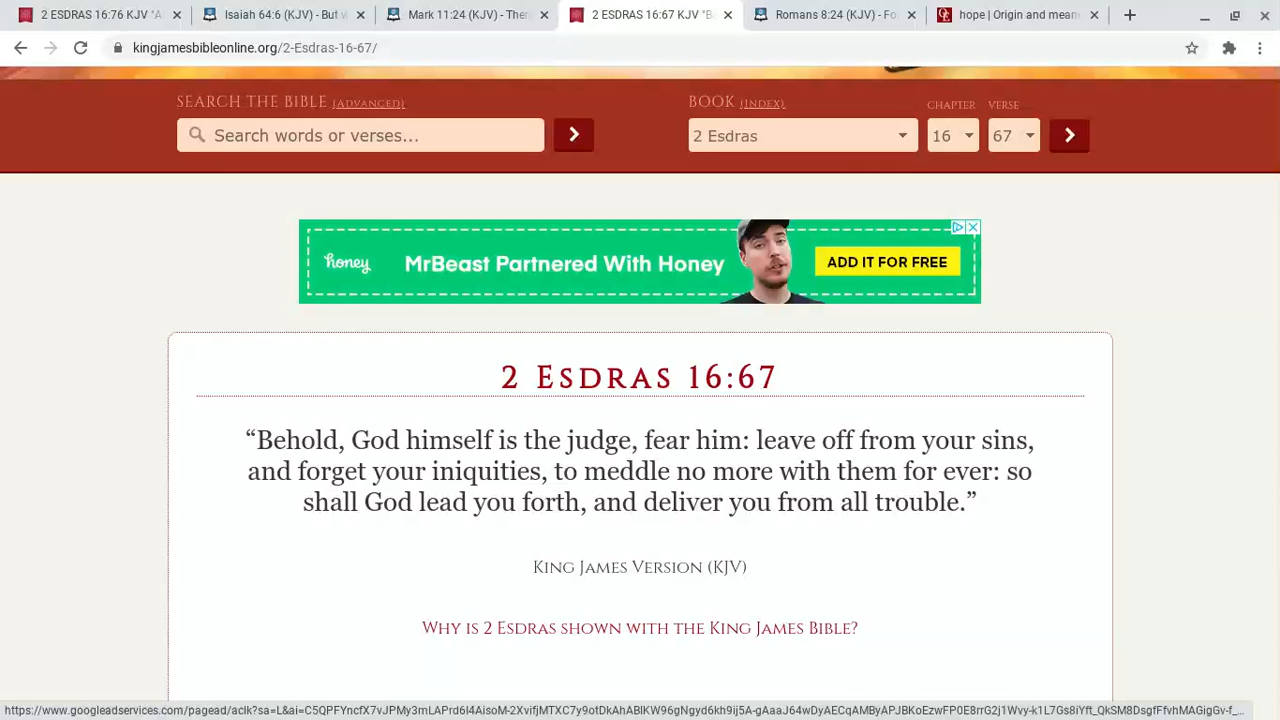 2 ESDRAS 16:76 KJV "A
Isaiah 64:6 (KJV) - But w
Mark 11:24 (KJV) - Ther
2 ESDRAS 16:67 KJV "B
Romans 8:24 (KJV) - Fo
hope | Origin and mean
kingjamesbibleonline.org/2-Esdras-16-67/
SEARCH THE BIBLE (ADVANCED)
Search words or verses...
BOOK (INDEX)
CHAPTER
VERSE
2 Esdras
16
67
honey
MrBeast Partnered With Honey
ADD IT FOR FREE
2 ESDRAS 16:67
“Behold, God himself is the judge, fear him: leave off from your sins,
and forget your iniquities, to meddle no more with them for ever: so
shall God lead you forth, and deliver you from all trouble.”
KING JAMES VERSION (KJV)
WHY IS 2 ESDRAS SHOWN WITH THE KING JAMES BIBLE?